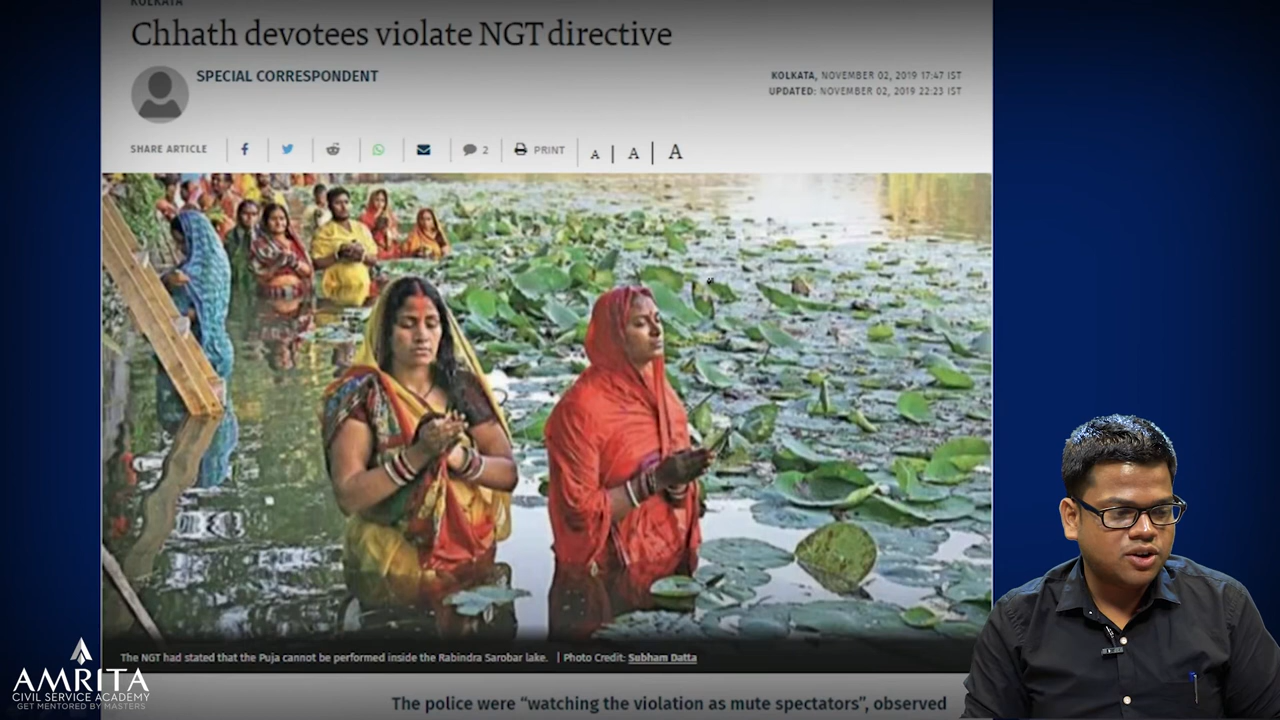 KOLKATA
Chhath devotees violate NGT directive
SPECIAL CORRESPONDENT
KOLKATA, NOVEMBER 02, 2019 17:47 IST
UPDATED: NOVEMBER 02, 2019 22:23 IST
SHARE ARTICLE
2
PRINT
A | A | A
The NGT had stated that the Puja cannot be performed inside the Rabindra Sarobar lake. | Photo Credit: Subham Datta
The police were “watching the violation as mute spectators”, observed
AMRITA
CIVIL SERVICE ACADEMY
GET MENTORED BY MASTERS